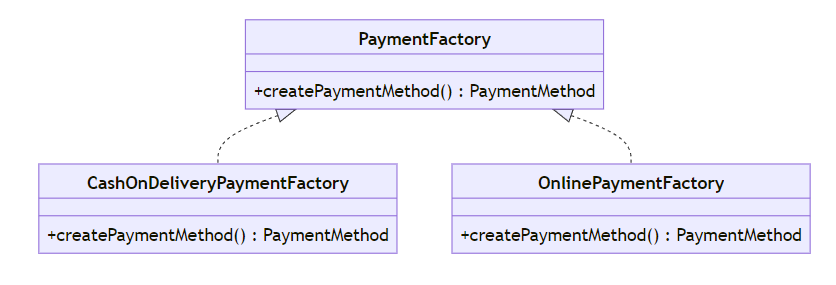 PaymentFactory
+createPaymentMethod() : PaymentMethod
CashOnDeliveryPaymentFactory
+createPaymentMethod() : PaymentMethod
OnlinePaymentFactory
+createPaymentMethod() : PaymentMethod